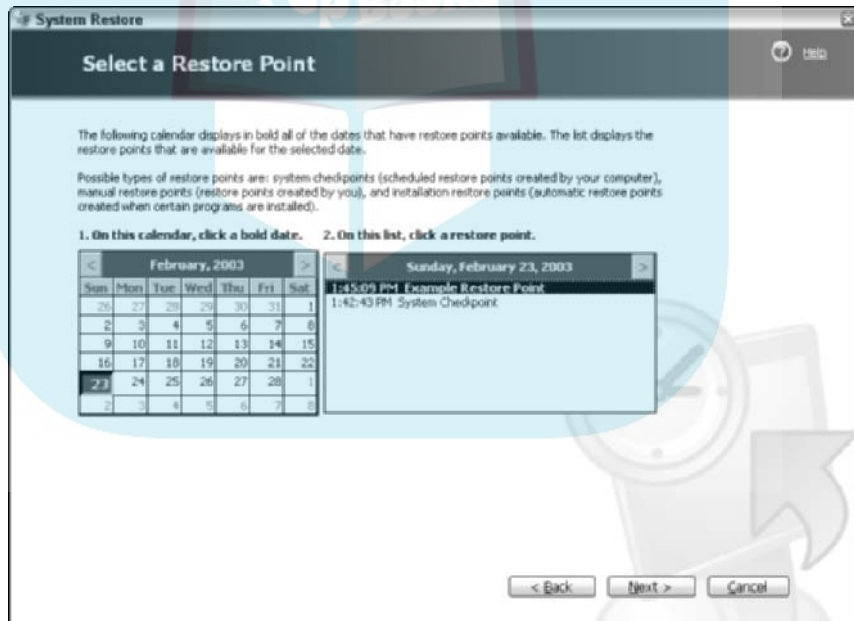 System Restore
Select a Restore Point
Help
The following calendar displays in bold all of the dates that have restore points available. The list displays the
restore points that are available for the selected date.
Possible types of restore points are: system checkpoints (scheduled restore points created by your computer),
manual restore points (restore points created by you), and installation restore points (automatic restore points
created when certain programs are installed).
1. On this calendar, click a bold date. 2. On this list, click a restore point.
< February, 2003 >
Sun Mon Tue Wed Thu Fri Sat
26 27 28 29 30 31 1
2 3 4 5 6 7 8
9 10 11 12 13 14 15
16 17 18 19 20 21 22
23 24 25 26 27 28 1
2 3 4 5 6 7 8
< Sunday, February 23, 2003 >
1:45:09 PM Example Restore Point
1:42:43 PM System Checkpoint
< Back Next > Cancel